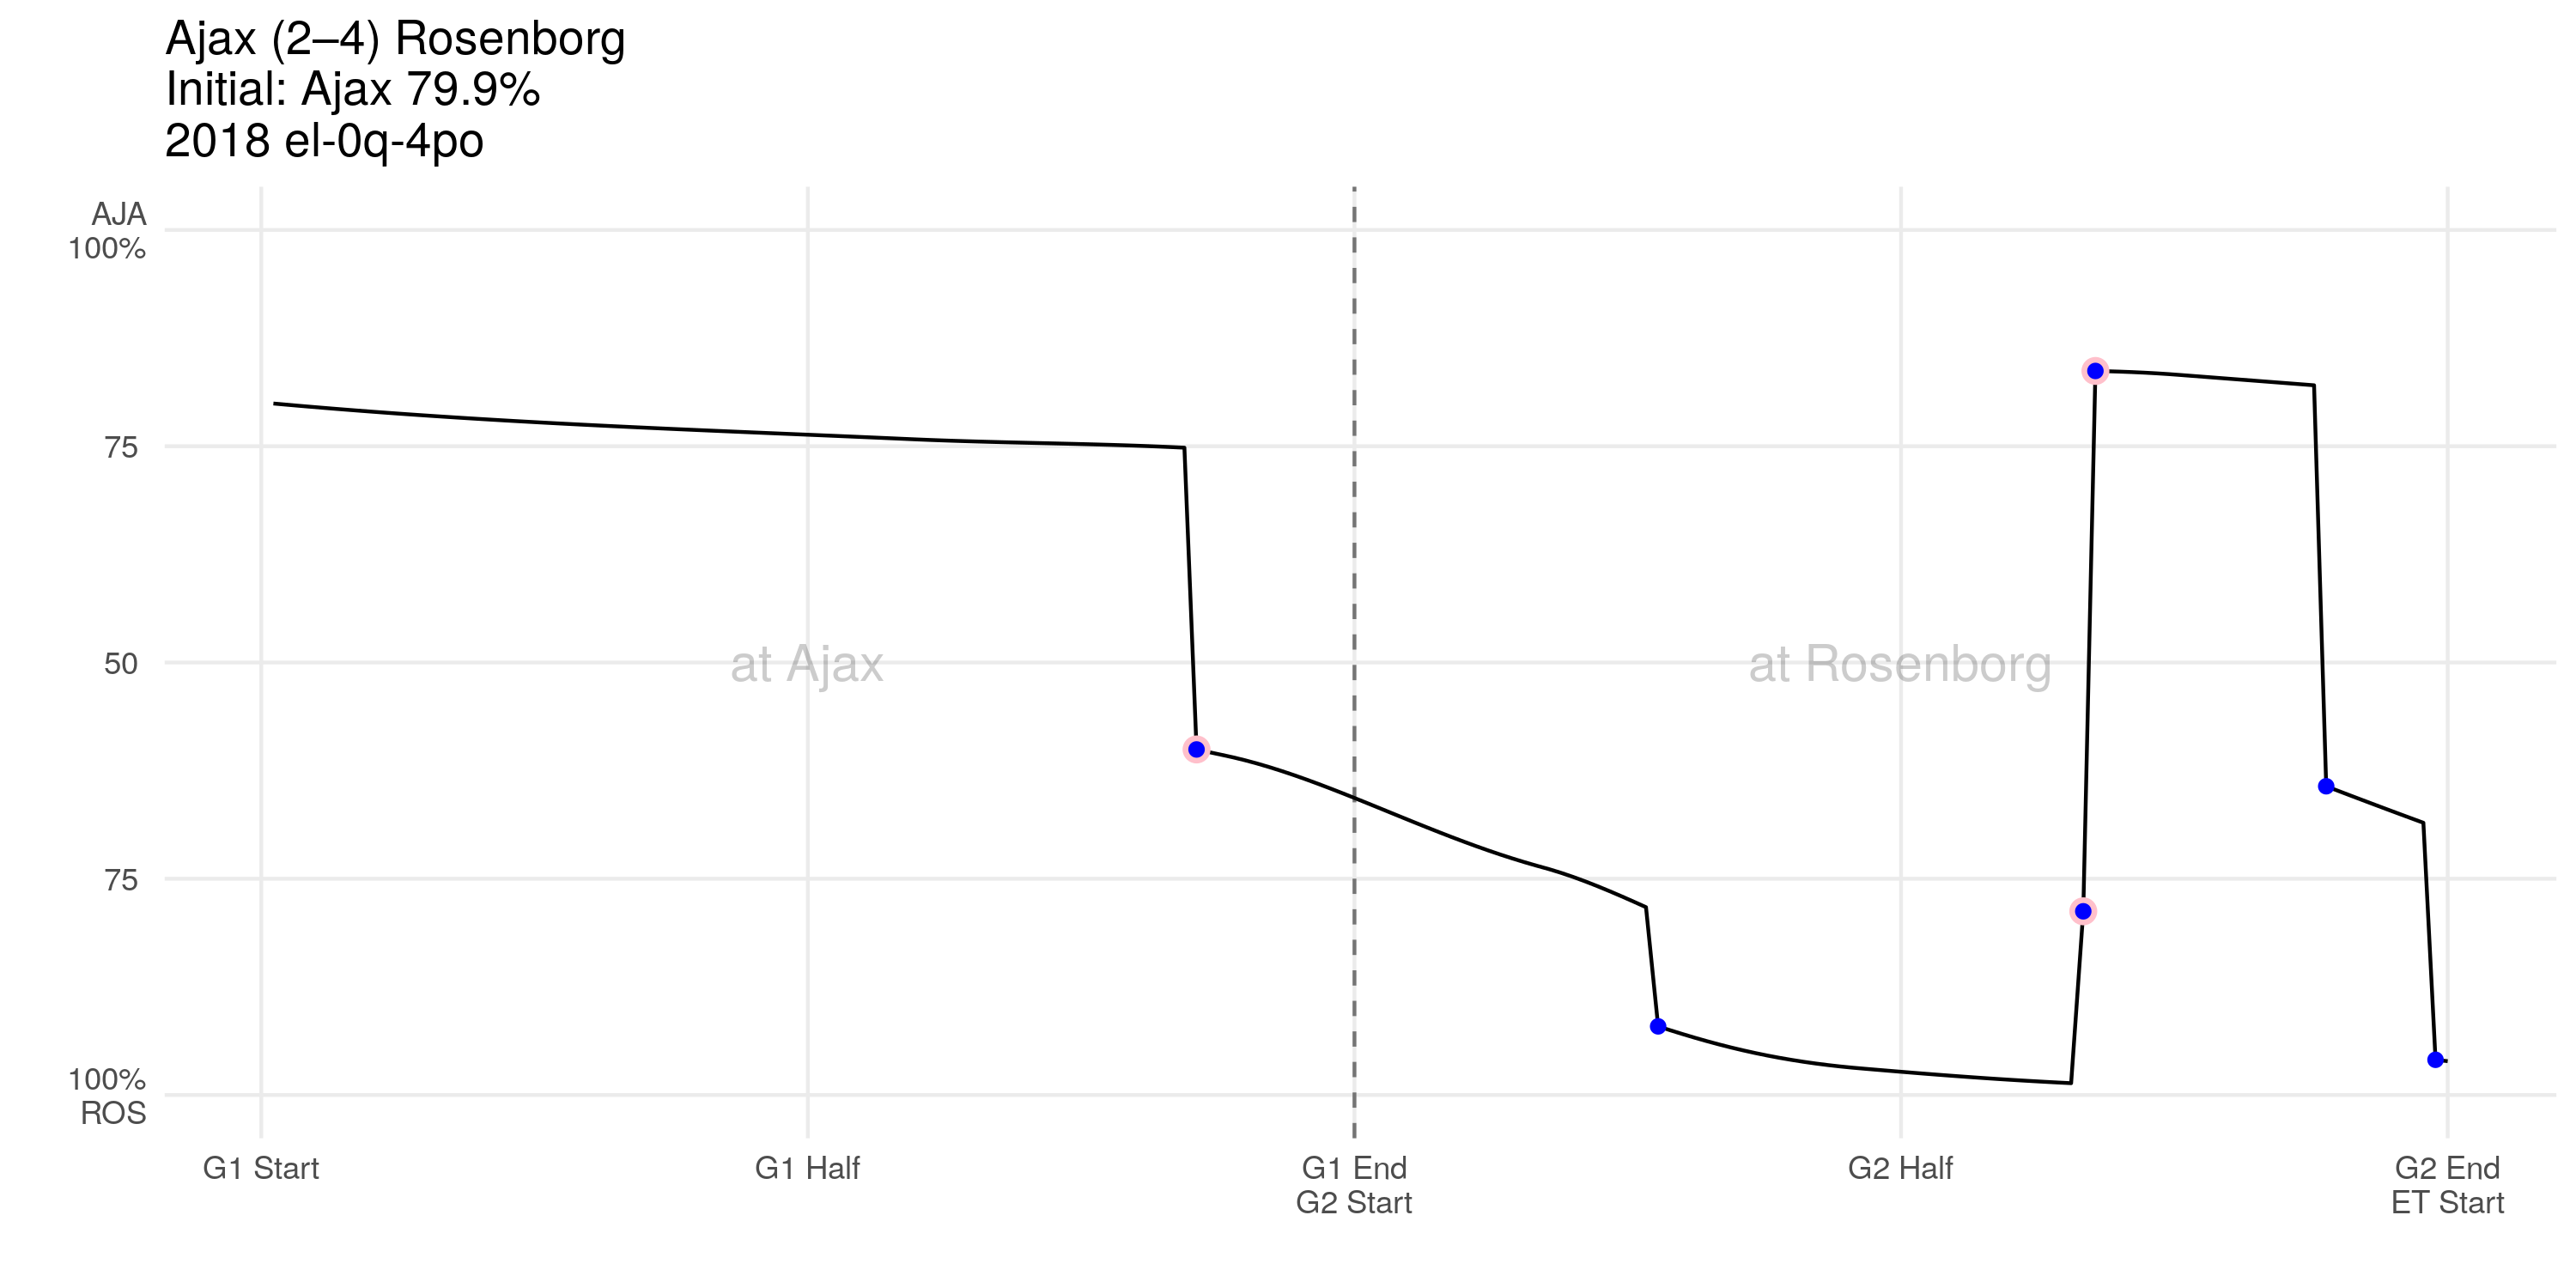 Ajax (2–4) Rosenborg
Initial: Ajax 79.9%
2018 el-0q-4po
AJA
100%
75
50
75
100%
ROS
at Ajax
at Rosenborg
G1 Start
G1 Half
G1 End
G2 Start
G2 Half
G2 End
ET Start